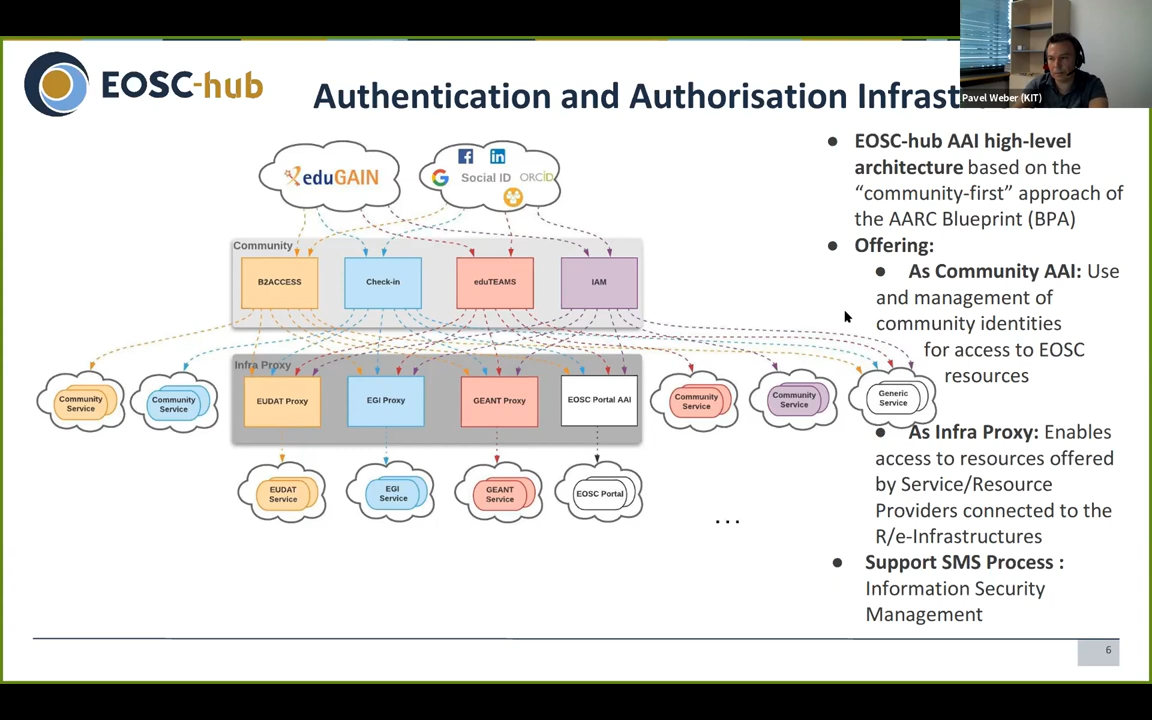 EOSC-hub
Authentication and Authorisation Infrast
Pavel Weber (KIT)
eduGAIN
Social ID
ORCID
Community
B2ACCESS
Check-in
eduTEAMS
IAM
Infra Proxy
EUDAT Proxy
EGI Proxy
GEANT Proxy
EOSC Portal AAI
Community
Service
Community
Service
Community
Service
Community
Service
Generic
Service
EUDAT
Service
EGI
Service
GEANT
Service
EOSC Portal
...
● EOSC-hub AAI high-level
architecture based on the
“community-first” approach of
the AARC Blueprint (BPA)
● Offering:
● As Community AAI: Use
and management of
community identities
for access to EOSC
resources
● As Infra Proxy: Enables
access to resources offered
by Service/Resource
Providers connected to the
R/e-Infrastructures
● Support SMS Process :
Information Security
Management
6